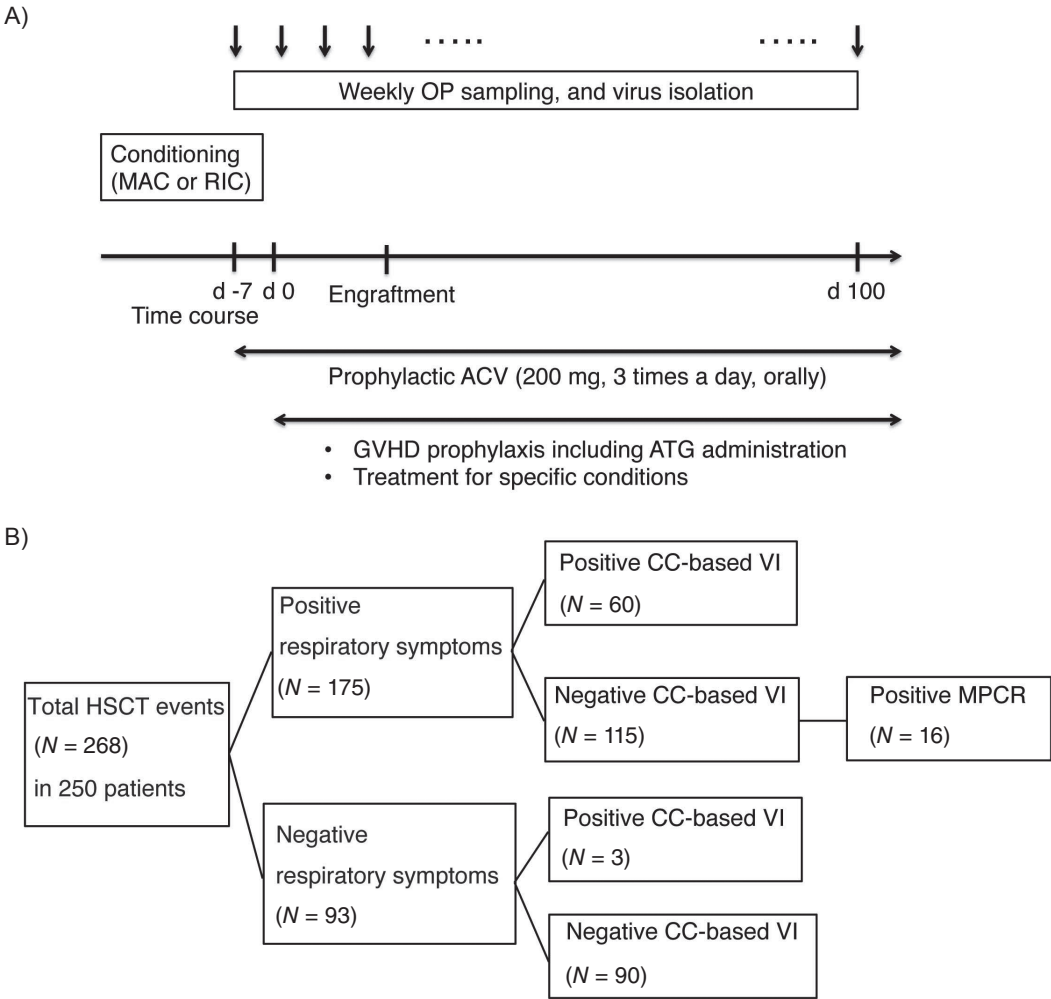 A)
.....
.....
Weekly OP sampling, and virus isolation
Conditioning
(MAC or RIC)
d -7
d 0
Engraftment
d 100
Time course
Prophylactic ACV (200 mg, 3 times a day, orally)
• GVHD prophylaxis including ATG administration
• Treatment for specific conditions
B)
Total HSCT events
(N = 268)
in 250 patients
Positive
respiratory symptoms
(N = 175)
Negative
respiratory symptoms
(N = 93)
Positive CC-based VI
(N = 60)
Negative CC-based VI
(N = 115)
Positive MPCR
(N = 16)
Positive CC-based VI
(N = 3)
Negative CC-based VI
(N = 90)